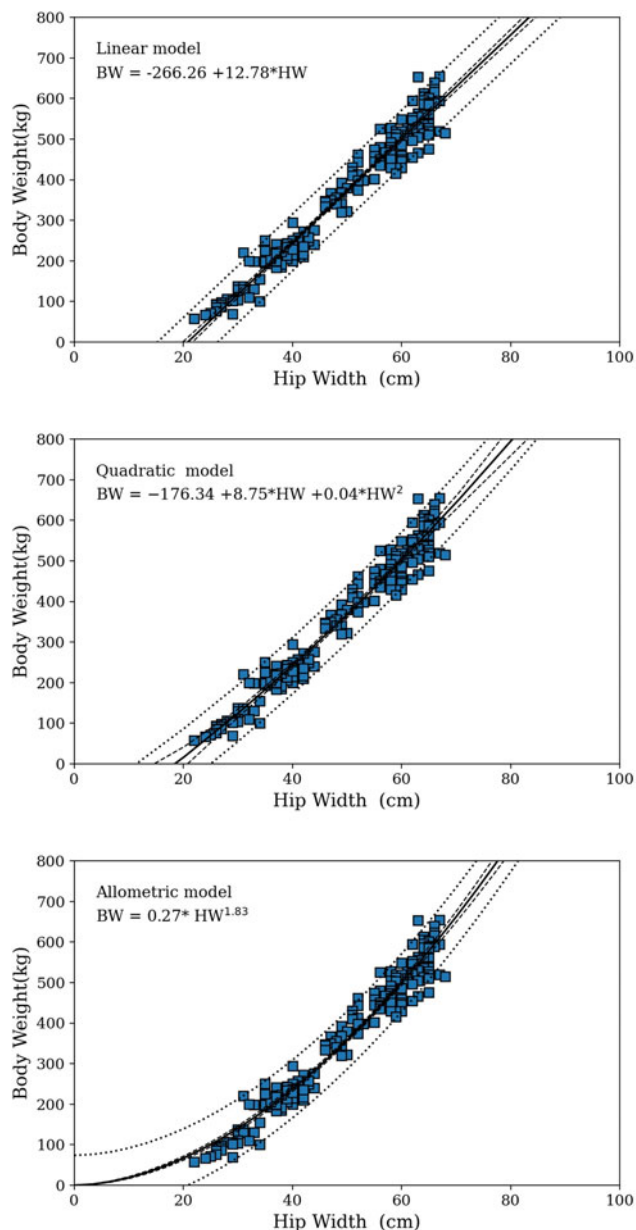 800
700
600
500
400
300
200
100
0
Body Weight(kg)
Linear model
BW = -266.26 +12.78*HW
0 20 40 60 80 100
Hip Width (cm)
800
700
600
500
400
300
200
100
0
Body Weight(kg)
Quadratic model
BW = −176.34 +8.75*HW +0.04*HW²
0 20 40 60 80 100
Hip Width (cm)
800
700
600
500
400
300
200
100
0
Body Weight(kg)
Allometric model
BW = 0.27* HW¹·⁸³
0 20 40 60 80 100
Hip Width (cm)